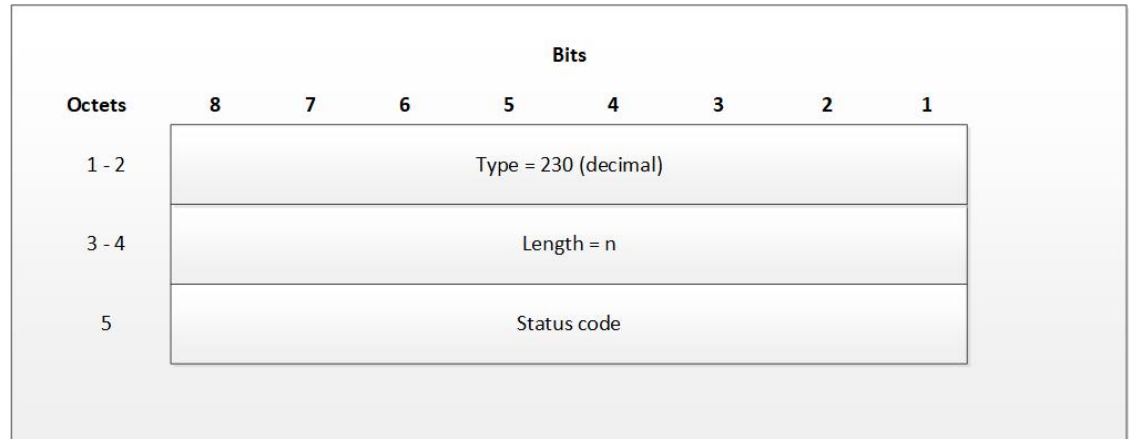 Bits
Octets 8 7 6 5 4 3 2 1
1 - 2 Type = 230 (decimal)
3 - 4 Length = n
5 Status code